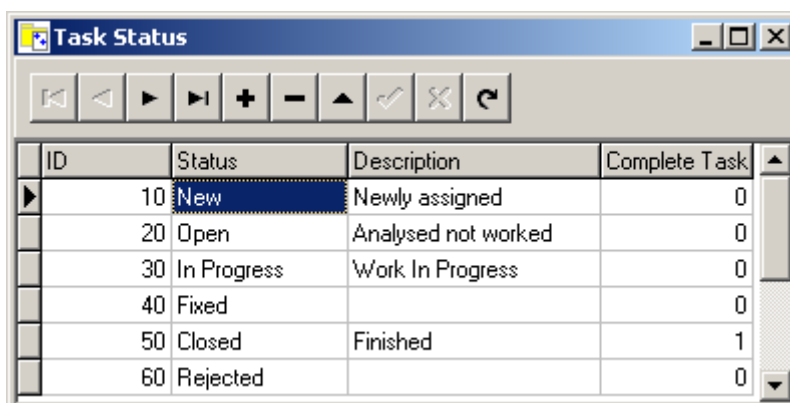 Task Status
ID Status Description Complete Task
10 New Newly assigned 0
20 Open Analysed not worked 0
30 In Progress Work In Progress 0
40 Fixed 0
50 Closed Finished 1
60 Rejected 0